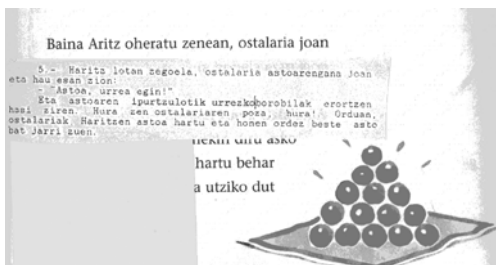 Baina Aritz oheratu zenean, ostalaria joan
5.- Haritz lotan zegoela, ostalaria astoarengana joan
eta hau esan zion:
- "Astoa, urrea egin!"
Eta astoaren ipurtzulotik urrezko borobilak erortzen
hasi ziren. Hura zen ostalariaren poza, hura! Orduan,
ostalariak Haritzen astoa hartu eta honen ordez beste asto
bat jarri zuen.
diru asko
hartu behar
a utziko dut